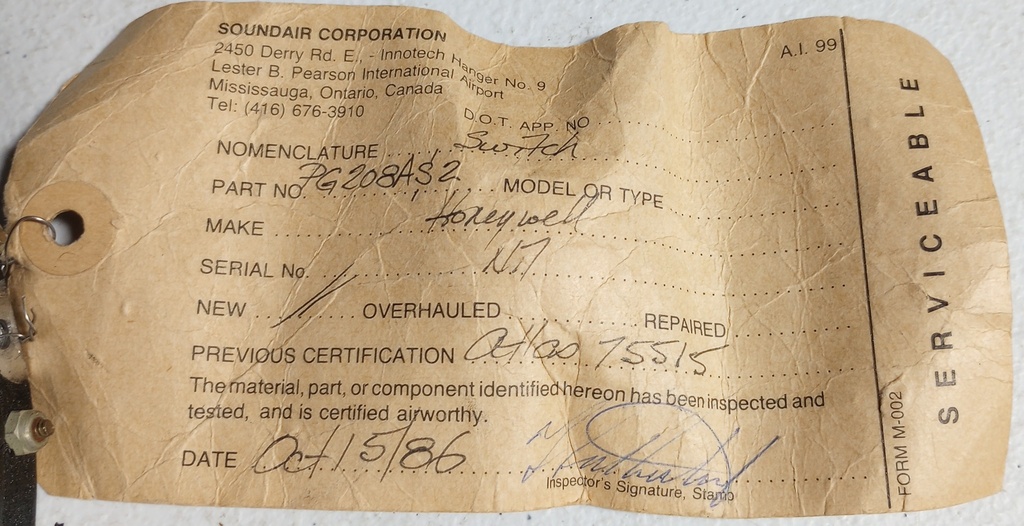 SOUNDAIR CORPORATION
2450 Derry Rd. E., - Innotech Hanger No. 9
Lester B. Pearson International Airport
Mississauga, Ontario, Canada
Tel: (416) 676-3910
A.I. 99
D.O.T. APP. NO
NOMENCLATURE Switch
PART NO. PG208AS2 MODEL OR TYPE
MAKE Honeywell
SERIAL No. Nil
NEW / OVERHAULED REPAIRED
PREVIOUS CERTIFICATION Atlas 75515
The material, part, or component identified hereon has been inspected and
tested, and is certified airworthy.
DATE Oct 15/86
Inspector's Signature, Stamp
FORM M-002
SERVICEABLE